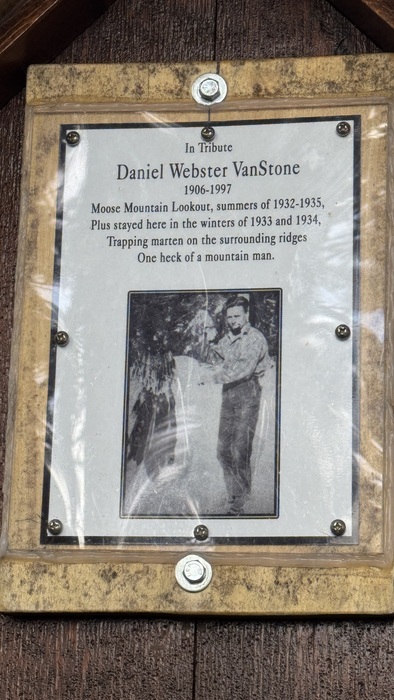 In Tribute
Daniel Webster VanStone
1906-1997
Moose Mountain Lookout, summers of 1932-1935,
Plus stayed here in the winters of 1933 and 1934,
Trapping marten on the surrounding ridges
One heck of a mountain man.